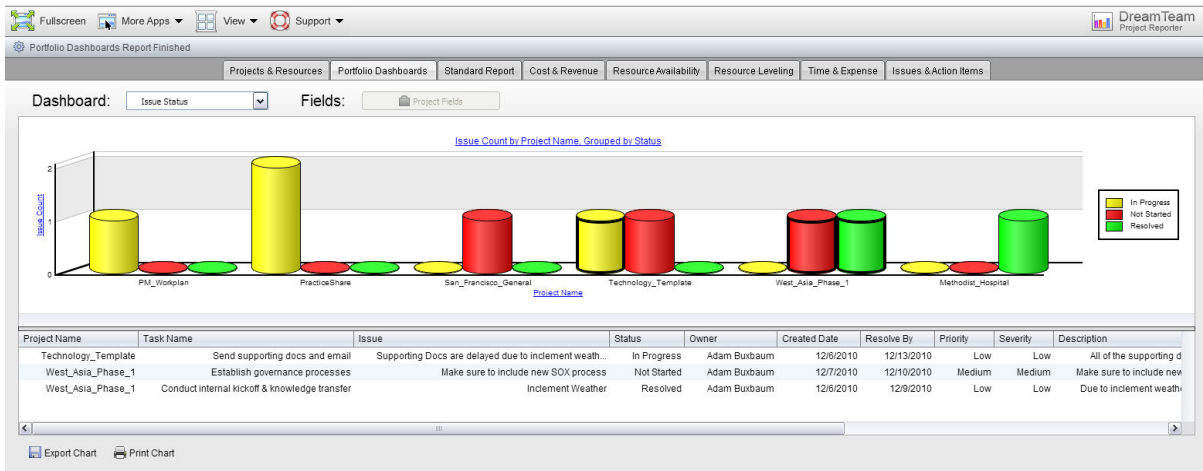 Fullscreen More Apps View Support DreamTeam
Project Reporter
Portfolio Dashboards Report Finished
Projects & Resources Portfolio Dashboards Standard Report Cost & Revenue Resource Availability Resource Leveling Time & Expense Issues & Action Items
Dashboard: Issue Status Fields: Project Fields
Issue Count by Project Name, Grouped by Status
Issue Count
2
1
0
In Progress
Not Started
Resolved
PM_Workplan PracticeShare San_Francisco_General Technology_Template West_Asia_Phase_1 Methodist_Hospital
Project Name
Project Name Task Name Issue Status Owner Created Date Resolve By Priority Severity Description
Technology_Template Send supporting docs and email Supporting Docs are delayed due to inclement weath... In Progress Adam Buxbaum 12/6/2010 12/13/2010 Low Low All of the supporting d
West_Asia_Phase_1 Establish governance processes Make sure to include new SOX process Not Started Adam Buxbaum 12/7/2010 12/10/2010 Medium Medium Make sure to include new
West_Asia_Phase_1 Conduct internal kickoff & knowledge transfer Inclement Weather Resolved Adam Buxbaum 12/6/2010 12/9/2010 Low Low Due to inclement weath
Export Chart Print Chart